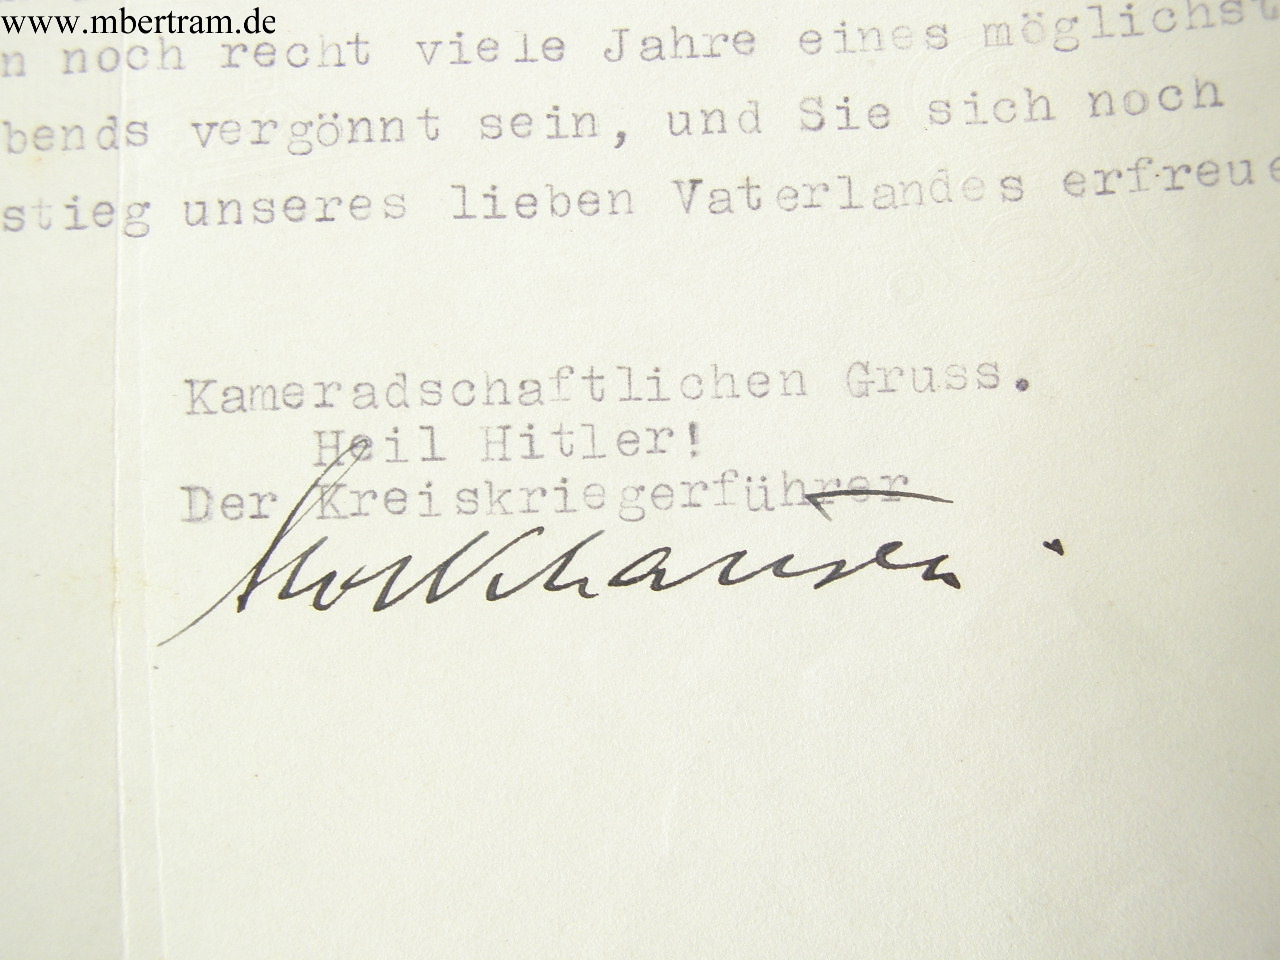 www.mbertram.de
n noch recht viele Jahre eines möglichst
bends vergönnt sein, und Sie sich noch
stieg unseres lieben Vaterlandes erfreue
Kameradschaftlichen Gruss.
Heil Hitler!
Der Kreiskriegerführer